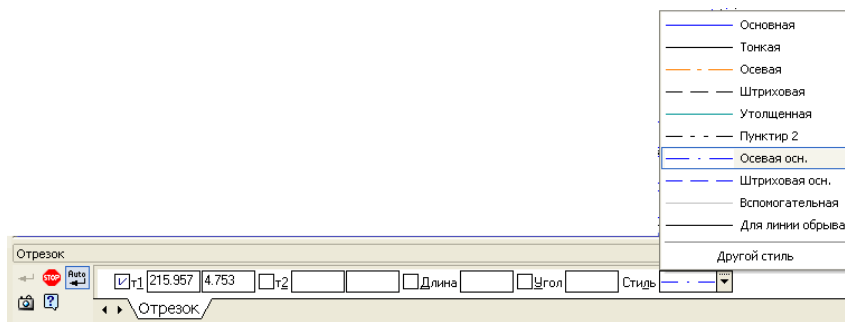 Основная
Тонкая
Осевая
Штриховая
Утолщенная
Пунктир 2
Осевая осн.
Штриховая осн.
Вспомогательная
Для линии обрыва
Другой стиль
Отрезок
STOP Auto
т1 215.957 4.753 т2 Длина Угол Стиль
Отрезок